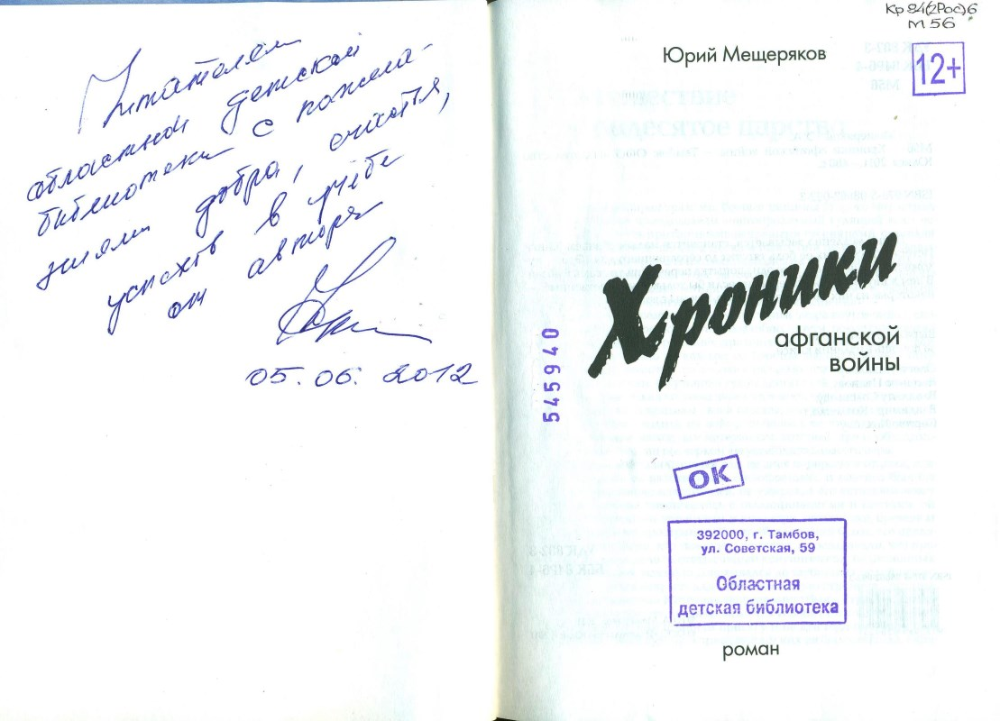 Читателям
областной детской
библиотеки с пожела-
ниями добра, счастья,
успехов в учёбе
от автора
05.06.2012
Кр 84(2Рос)6
М 56
Юрий Мещеряков
12+
Хроники
афганской
войны
545940
ОК
392000, г. Тамбов,
ул. Советская, 59
Областная
детская библиотека
роман